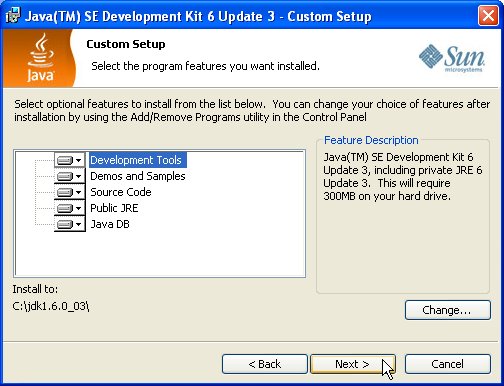 Java(TM) SE Development Kit 6 Update 3 - Custom Setup
Java
Custom Setup
Select the program features you want installed.
Sun
microsystems
Select optional features to install from the list below. You can change your choice of features after
installation by using the Add/Remove Programs utility in the Control Panel
Development Tools
Demos and Samples
Source Code
Public JRE
Java DB
Feature Description
Java(TM) SE Development Kit 6
Update 3, including private JRE 6
Update 3. This will require
300MB on your hard drive.
Install to:
C:\jdk1.6.0_03\
Change...
< Back
Next >
Cancel